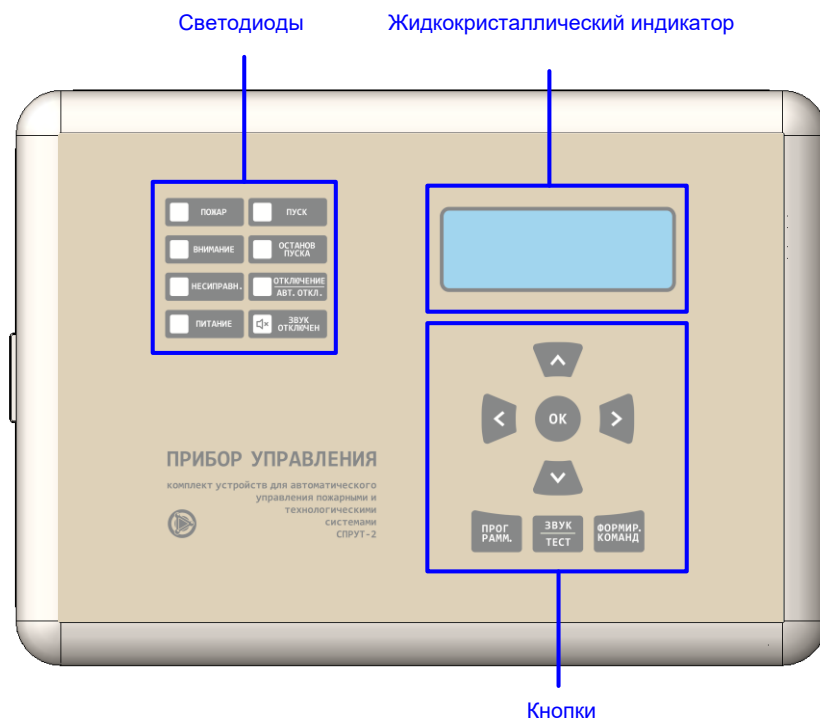 Светодиоды
Жидкокристаллический индикатор
ПОЖАР
ПУСК
ВНИМАНИЕ
ОСТАНОВ
ПУСКА
НЕСИПРАВН.
ОТКЛЮЧЕНИЕ
АВТ. ОТКЛ.
ПИТАНИЕ
ЗВУК
ОТКЛЮЧЕН
ОК
ПРИБОР УПРАВЛЕНИЯ
комплект устройств для автоматического
управления пожарными и
технологическими
системами
СПРУТ-2
ПРОГ
РАММ.
ЗВУК
ТЕСТ
ФОРМИР.
КОМАНД
Кнопки